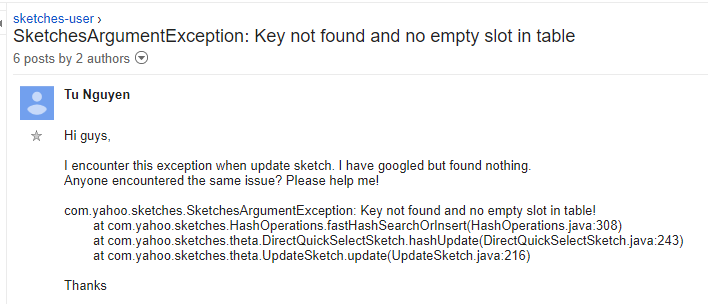 sketches-user ›
SketchesArgumentException: Key not found and no empty slot in table
6 posts by 2 authors
Tu Nguyen
Hi guys,
I encounter this exception when update sketch. I have googled but found nothing.
Anyone encountered the same issue? Please help me!
com.yahoo.sketches.SketchesArgumentException: Key not found and no empty slot in table!
at com.yahoo.sketches.HashOperations.fastHashSearchOrInsert(HashOperations.java:308)
at com.yahoo.sketches.theta.DirectQuickSelectSketch.hashUpdate(DirectQuickSelectSketch.java:243)
at com.yahoo.sketches.theta.UpdateSketch.update(UpdateSketch.java:216)
Thanks